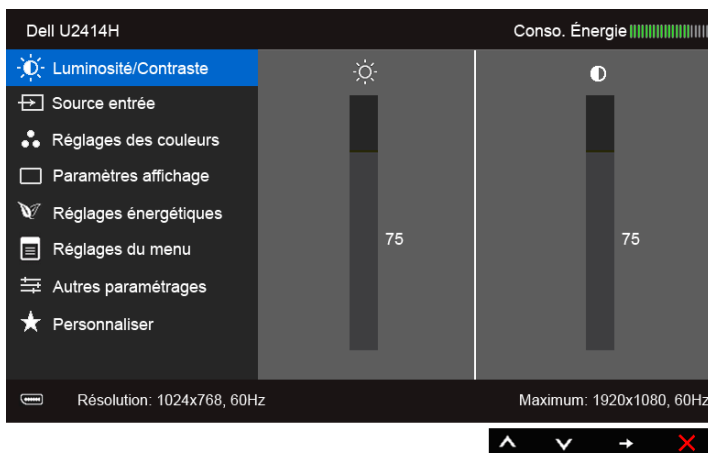 Dell U2414H
Conso. Énergie
Luminosité/Contraste
Source entrée
Réglages des couleurs
Paramètres affichage
Réglages énergétiques
Réglages du menu
Autres paramétrages
Personnaliser
75
75
Résolution: 1024x768, 60Hz
Maximum: 1920x1080, 60Hz